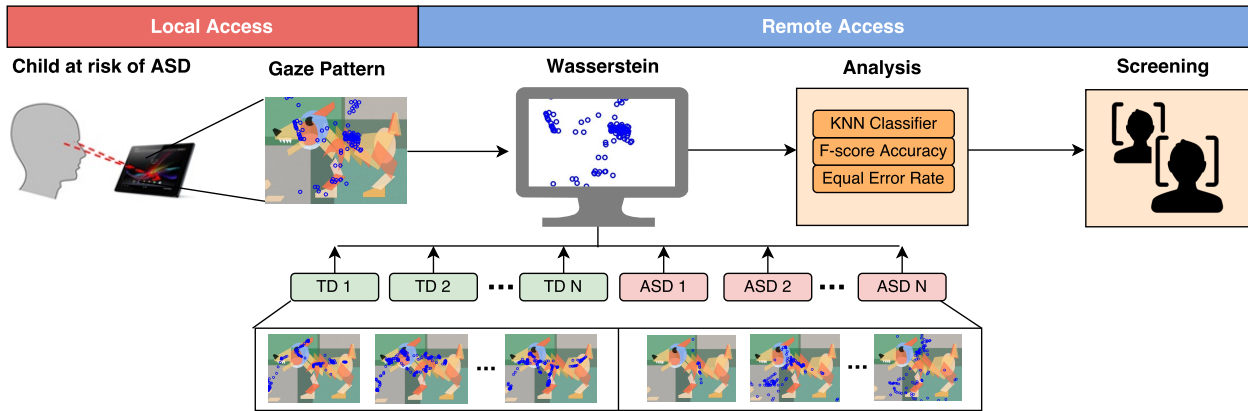 Local Access
Remote Access
Child at risk of ASD
Gaze Pattern
Wasserstein
Analysis
Screening
KNN Classifier
F-score Accuracy
Equal Error Rate
TD 1
TD 2
...
TD N
ASD 1
ASD 2
...
ASD N
...
...